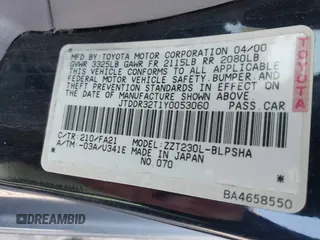 MFD BY: TOYOTA MOTOR CORPORATION 04/00
GVWR 3325LB GAWR FR 2115LB RR 2080LB
THIS VEHICLE CONFORMS TO ALL APPLICABLE
FEDERAL MOTOR VEHICLE SAFETY, BUMPER, AND
THEFT PREVENTION STANDARDS IN EFFECT ON
THE DATE OF MANUFACTURE SHOWN ABOVE.
JTDDR32T1Y0053060 PASS.CAR
C/TR:210/FA21 MODEL:ZZT230L-BLPSHA
A/TM:-03A/U341E MADE IN JAPAN
NO 070
BA4658550
TOYOTA
TOYOTA
DREAMBID